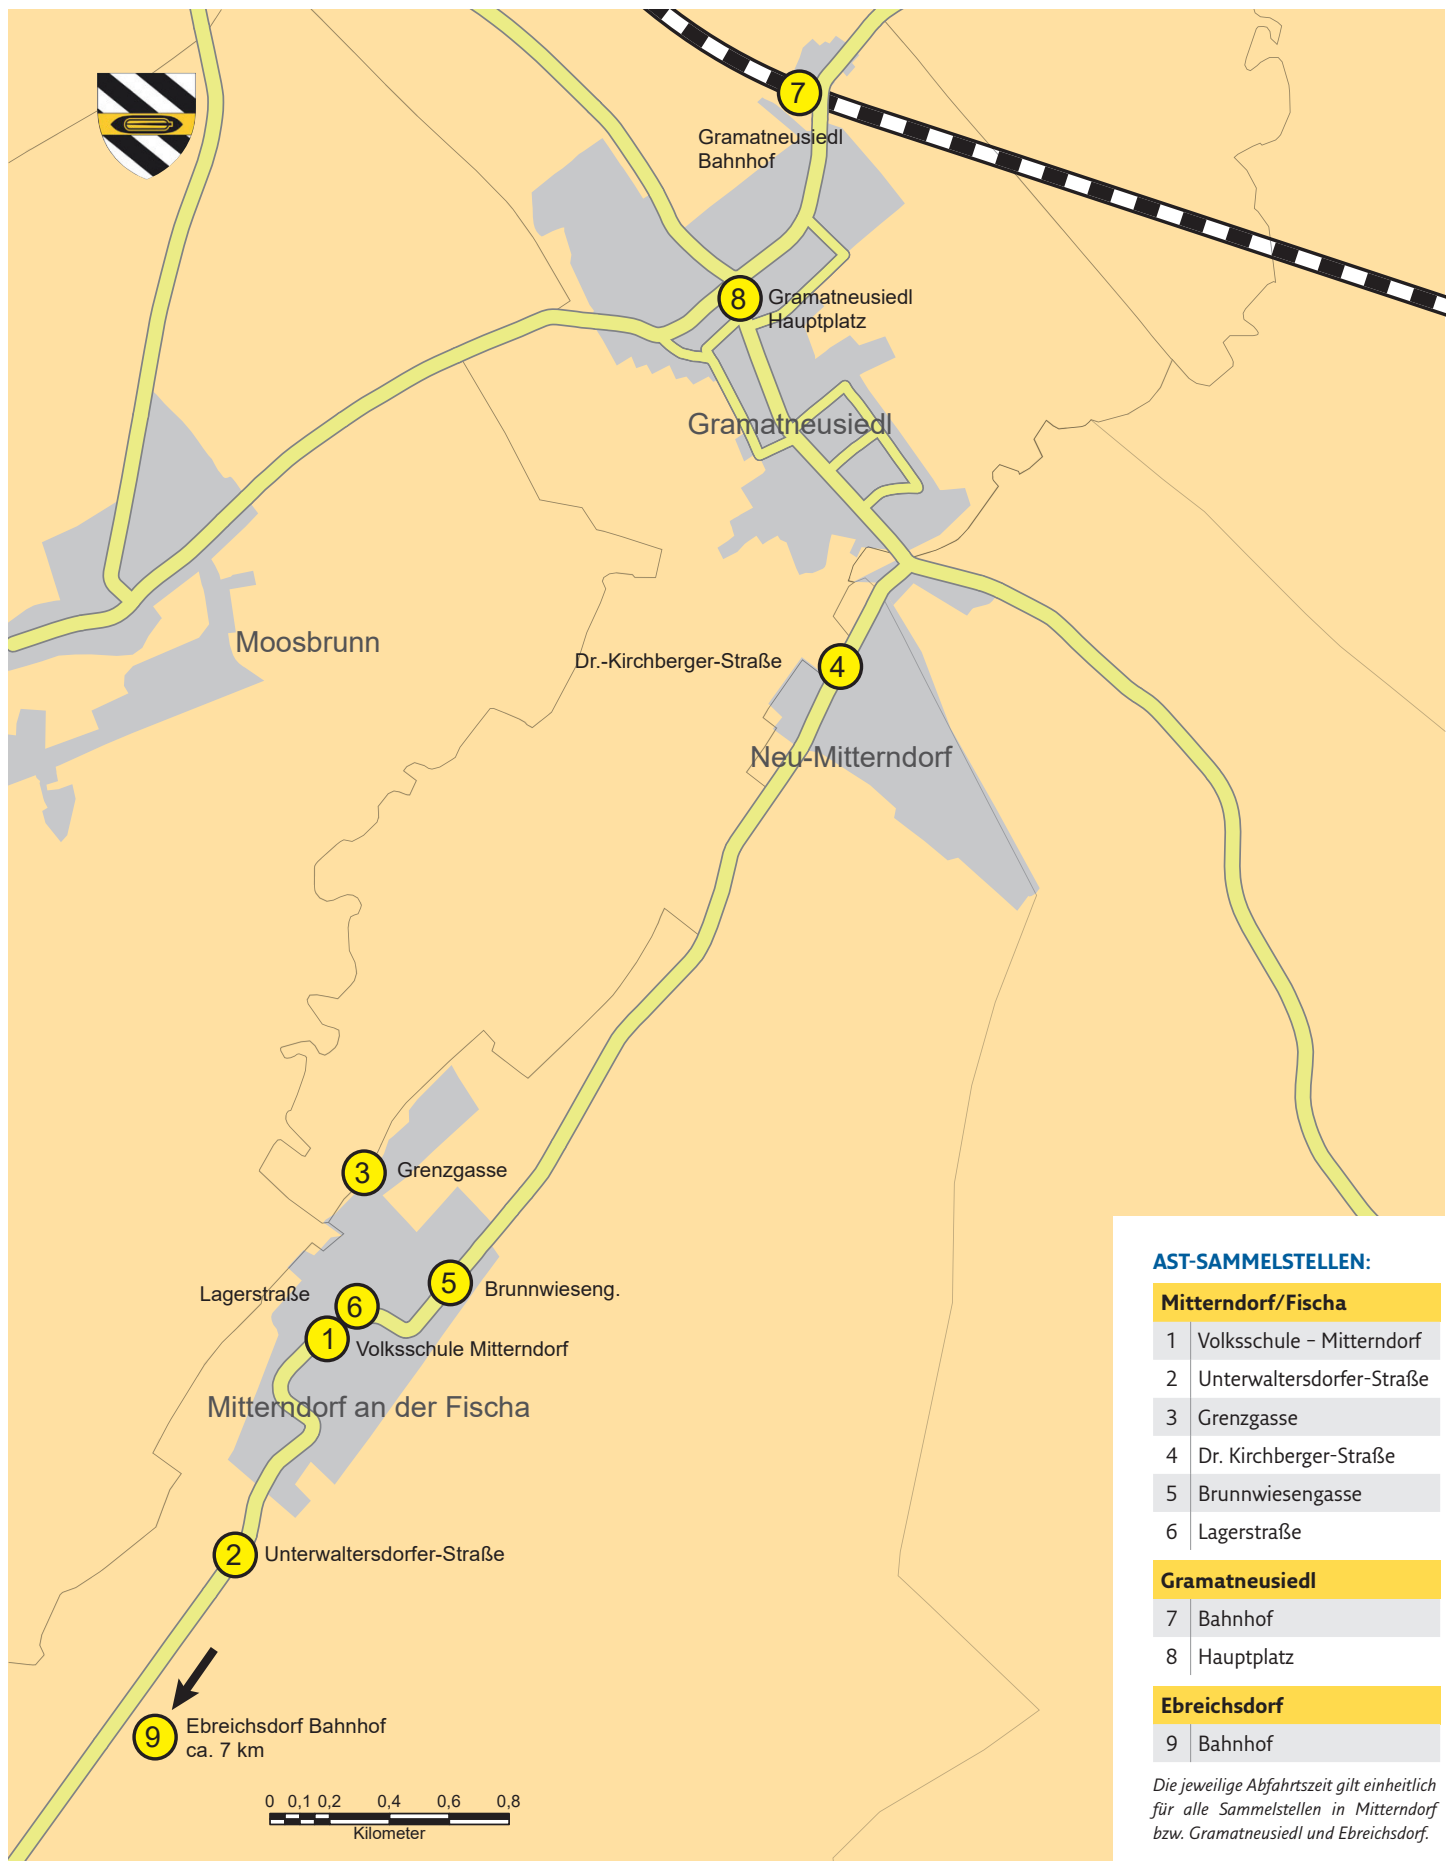 7
Gramatneusiedl
Bahnhof
8
Gramatneusiedl
Hauptplatz
Gramatneusiedl
Moosbrunn
Dr.-Kirchberger-Straße
4
Neu-Mitterndorf
3
Grenzgasse
5
Brunnwieseng.
Lagerstraße
6
1
Volksschule Mitterndorf
Mitterndorf an der Fischa
2
Unterwaltersdorfer-Straße
9
Ebreichsdorf Bahnhof
ca. 7 km
0 0,1 0,2 0,4 0,6 0,8
Kilometer
AST-SAMMELSTELLEN:
Mitterndorf/Fischa
1 Volksschule – Mitterndorf
2 Unterwaltersdorfer-Straße
3 Grenzgasse
4 Dr. Kirchberger-Straße
5 Brunnwiesengasse
6 Lagerstraße
Gramatneusiedl
7 Bahnhof
8 Hauptplatz
Ebreichsdorf
9 Bahnhof
Die jeweilige Abfahrtszeit gilt einheitlich
für alle Sammelstellen in Mitterndorf
bzw. Gramatneusiedl und Ebreichsdorf.